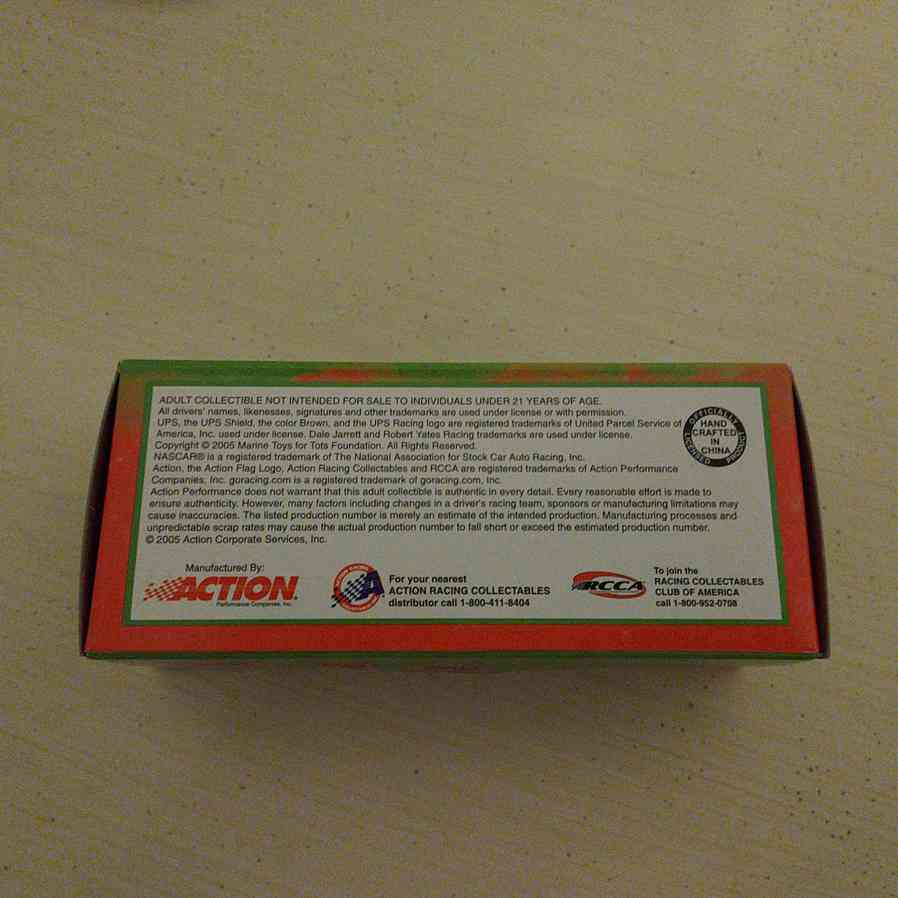 ADULT COLLECTIBLE NOT INTENDED FOR SALE TO INDIVIDUALS UNDER 21 YEARS OF AGE.
All drivers' names, likenesses, signatures and other trademarks are used under license or with permission.
UPS, the UPS Shield, the color Brown, and the UPS Racing logo are registered trademarks of United Parcel Service of
America, Inc. used under license. Dale Jarrett and Robert Yates Racing trademarks are used under license.
Copyright © 2005 Marine Toys for Tots Foundation. All Rights Reserved.
NASCAR® is a registered trademark of The National Association for Stock Car Auto Racing, Inc.
Action, the Action Flag Logo, Action Racing Collectables and RCCA are registered trademarks of Action Performance
Companies, Inc. goracing.com is a registered trademark of goracing.com, Inc.
Action Performance does not warrant that this adult collectible is authentic in every detail. Every reasonable effort is made to
ensure authenticity. However, many factors including changes in a driver's racing team, sponsors or manufacturing limitations may
cause inaccuracies. The listed production number is merely an estimate of the intended production. Manufacturing processes and
unpredictable scrap rates may cause the actual production number to fall short or exceed the estimated production number.
© 2005 Action Corporate Services, Inc.
OFFICIALLY
HAND
CRAFTED
IN
CHINA
LICENSED PRODUCT
Manufactured By:
ACTION
Performance Companies, Inc.
ACTION RACING
A
For your nearest
ACTION RACING COLLECTABLES
distributor call 1-800-411-8404
RCCA
To join the
RACING COLLECTABLES
CLUB OF AMERICA
call 1-800-952-0708